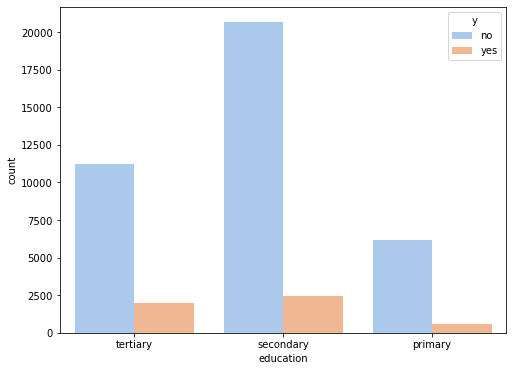 y
no
yes
20000
17500
15000
12500
10000
7500
5000
2500
0
count
tertiary
secondary
primary
education